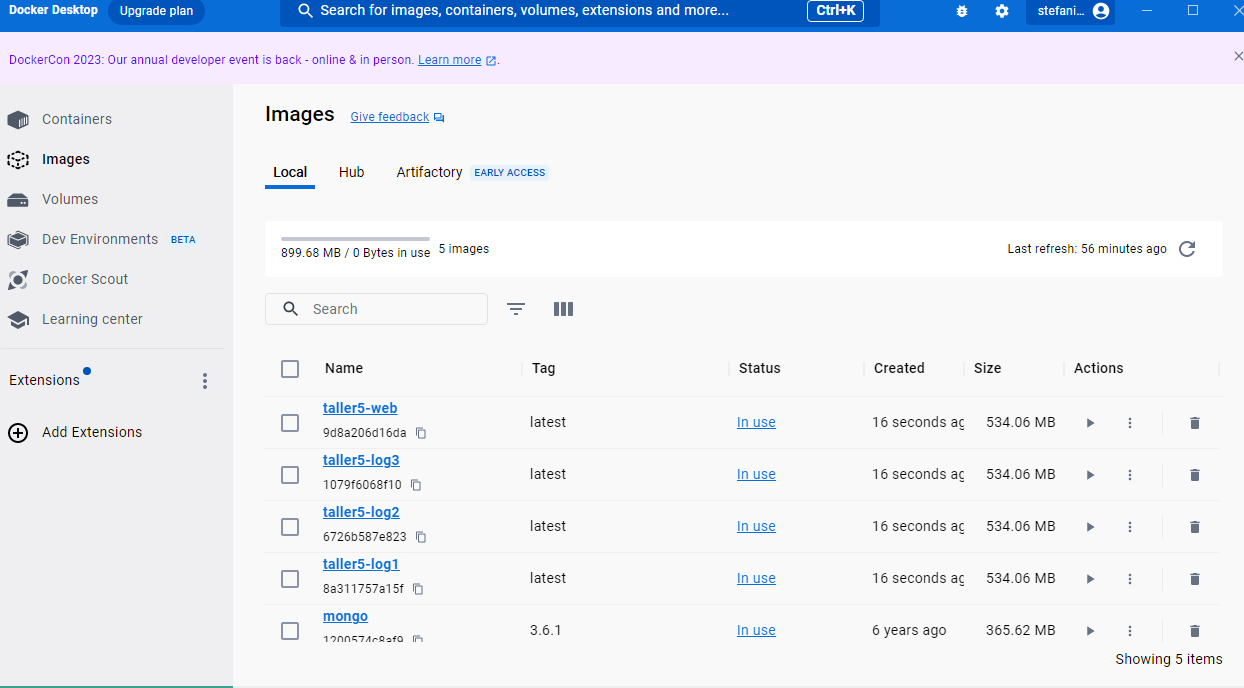 Docker Desktop Upgrade plan Search for images, containers, volumes, extensions and more... Ctrl+K stefani...
DockerCon 2023: Our annual developer event is back - online & in person. Learn more .
Containers
Images
Volumes
Dev Environments BETA
Docker Scout
Learning center
Extensions
Add Extensions
Images Give feedback
Local Hub Artifactory EARLY ACCESS
899.68 MB / 0 Bytes in use 5 images Last refresh: 56 minutes ago
Search
Name Tag Status Created Size Actions
taller5-web
9d8a206d16da latest In use 16 seconds ag 534.06 MB
taller5-log3
1079f6068f10 latest In use 16 seconds ag 534.06 MB
taller5-log2
6726b587e823 latest In use 16 seconds ag 534.06 MB
taller5-log1
8a311757a15f latest In use 16 seconds ag 534.06 MB
mongo
1200574c8af9 3.6.1 In use 6 years ago 365.62 MB
Showing 5 items